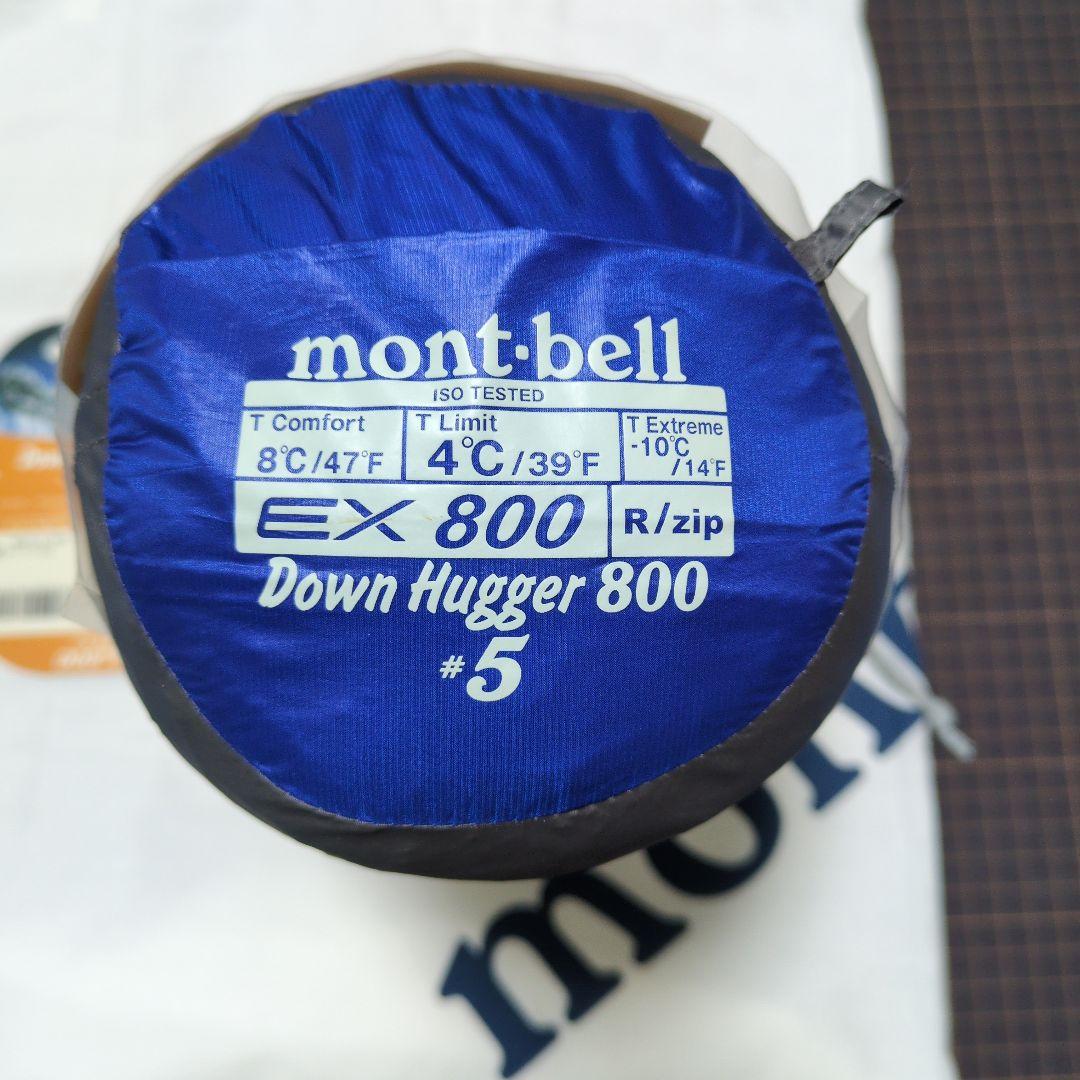 mont·bell
ISO TESTED
T Comfort
8℃/47°F
T Limit
4℃/39°F
T Extreme
-10℃
/14°F
EX 800
R/zip
Down Hugger 800
#5
mont